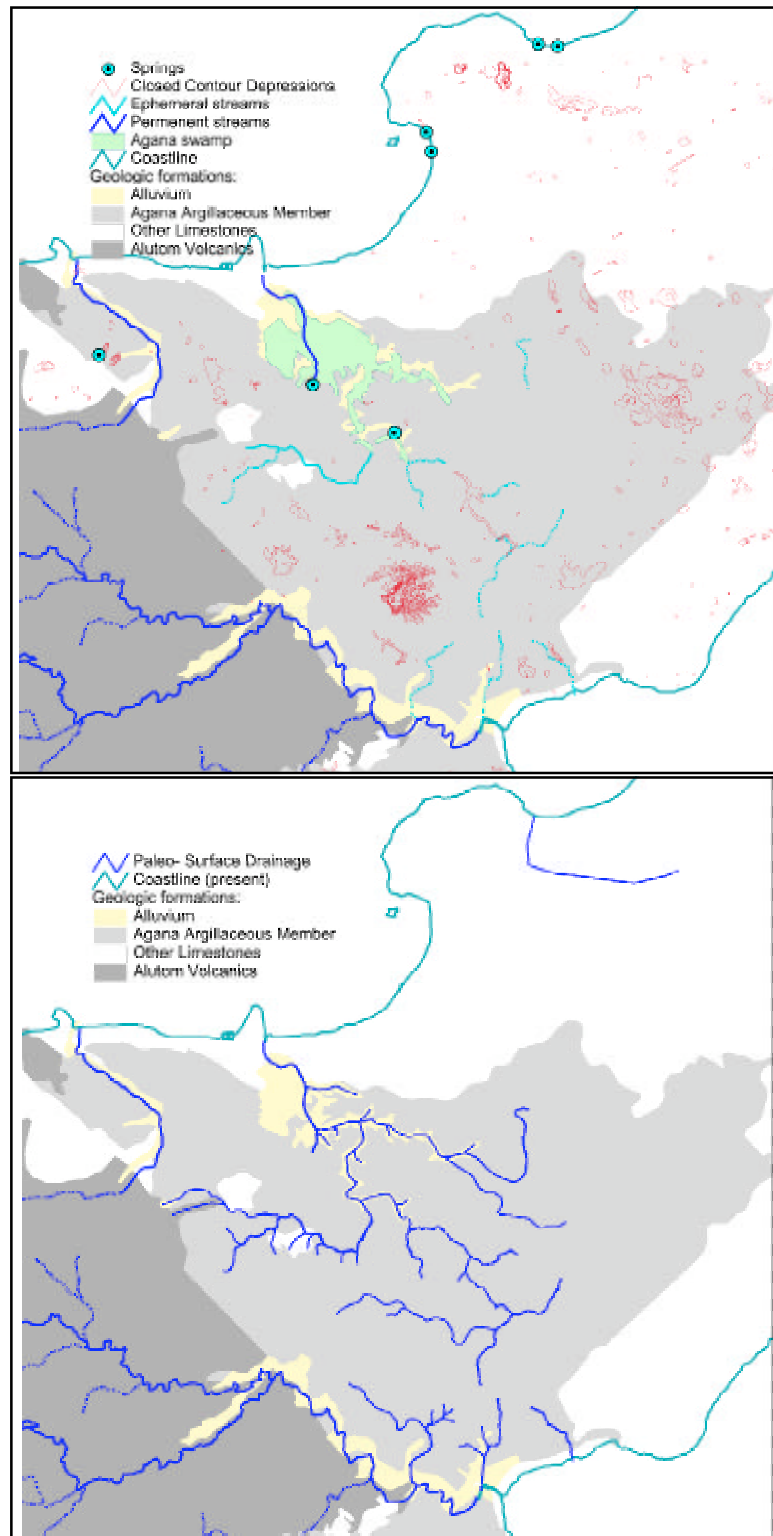 Springs
Closed Contour Depressions
Ephemeral streams
Permenent streams
Agana swamp
Coastline
Geologic formations:
Alluvium
Agana Argillaceous Member
Other Limestones
Alutom Volcanics
Paleo- Surface Drainage
Coastline (present)
Geologic formations:
Alluvium
Agana Argillaceous Member
Other Limestones
Alutom Volcanics